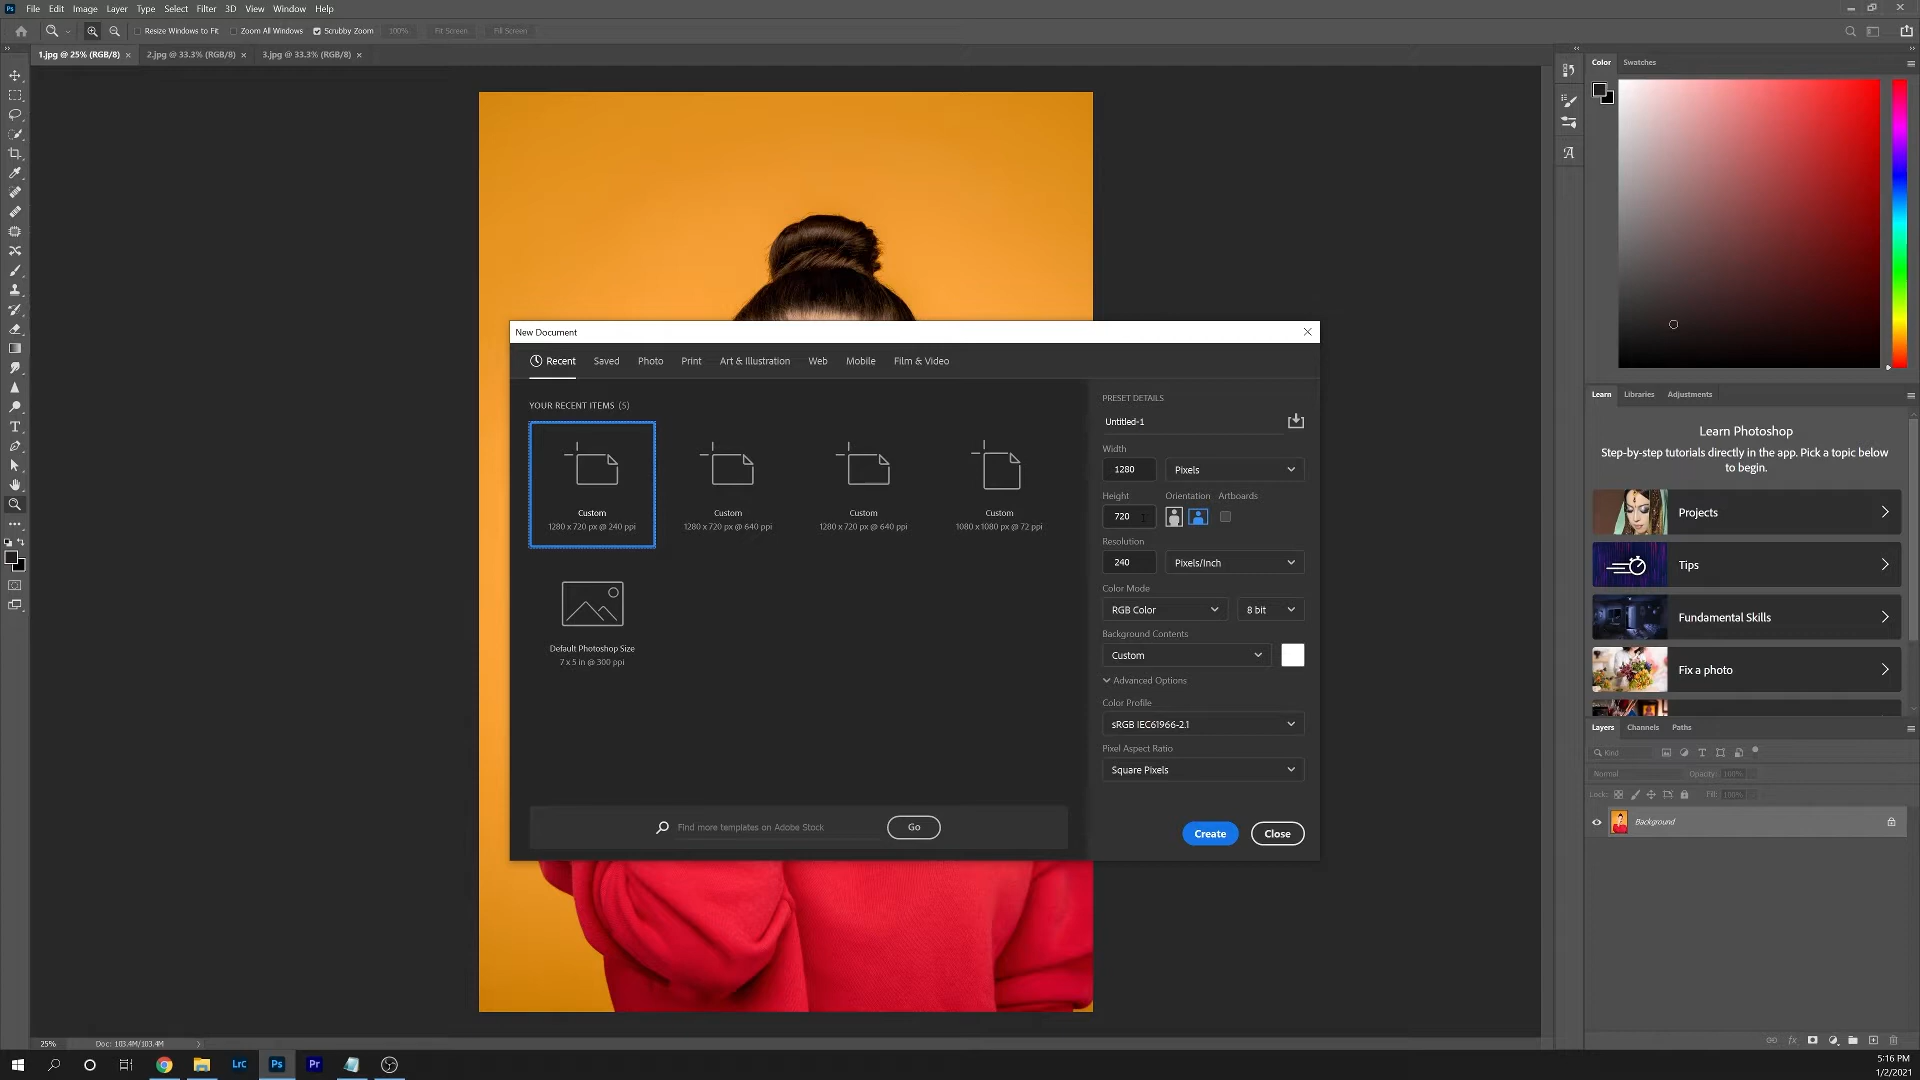 Ps File Edit Image Layer Type Select Filter 3D View Window Help
Resize Windows to Fit Zoom All Windows Scrubby Zoom 100% Fit Screen Fill Screen
1.jpg @ 25% (RGB/8) × 2.jpg @ 33.3% (RGB/8) × 3.jpg @ 33.3% (RGB/8) ×
Color Swatches
New Document
Recent Saved Photo Print Art & Illustration Web Mobile Film & Video
YOUR RECENT ITEMS (5)
Custom
1280 x 720 px @ 240 ppi
Custom
1280 x 720 px @ 640 ppi
Custom
1280 x 720 px @ 640 ppi
Custom
1080 x 1080 px @ 72 ppi
Default Photoshop Size
7 x 5 in @ 300 ppi
Find more templates on Adobe Stock Go
PRESET DETAILS
Untitled-1
Width
1280 Pixels
Height Orientation Artboards
720
Resolution
240 Pixels/Inch
Color Mode
RGB Color 8 bit
Background Contents
Custom
Advanced Options
Color Profile
sRGB IEC61966-2.1
Pixel Aspect Ratio
Square Pixels
Create Close
Learn Libraries Adjustments
Learn Photoshop
Step-by-step tutorials directly in the app. Pick a topic below
to begin.
Projects
Tips
Fundamental Skills
Fix a photo
Layers Channels Paths
Kind
Normal Opacity: 100%
Lock: Fill: 100%
Background
25% Doc: 103.4M/103.4M
LrC Ps Pr
5:16 PM
1/2/2021